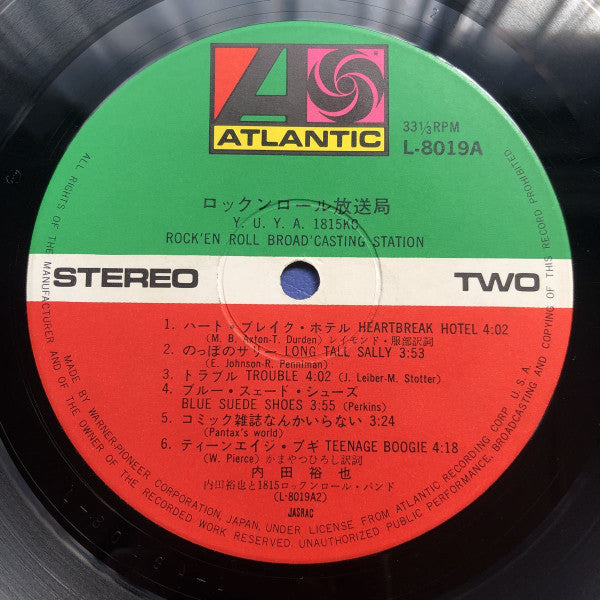 ATLANTIC
33⅓RPM
L-8019A
ロックンロール放送局
Y. U. Y. A. 1815KC
ROCK'EN ROLL BROAD'CASTING STATION
STEREO
TWO
1. ハート・ブレイク・ホテル HEARTBREAK HOTEL 4:02
(M. B. Axton-T. Durden) レイモンド・服部訳詞
2. のっぽのサリー LONG TALL SALLY 3:53
(E. Johnson-R. Penniman)
3. トラブル TROUBLE 4:02 (J. Leiber-M. Stotter)
4. ブルー・スェード・シューズ
BLUE SUEDE SHOES 3:55 (Perkins)
5. コミック雑誌なんかいらない 3:24
(Pantax's world)
6. ティーンエイジ・ブギ TEENAGE BOOGIE 4:18
(W. Pierce) かまやつひろし訳詞
内田裕也
内田裕也と1815ロックンロール・バンド
(L-8019A2)
JASRAC
MADE BY WARNER-PIONEER CORPORATION, JAPAN, UNDER LICENSE FROM ATLANTIC RECORDING CORP. U.S.A.
ALL RIGHTS OF THE MANUFACTURER AND OF THE OWNER OF THE RECORDED WORK RESERVED. UNAUTHORIZED PUBLIC PERFORMANCE, BROADCASTING AND COPYING OF THIS RECORD PROHIBITED